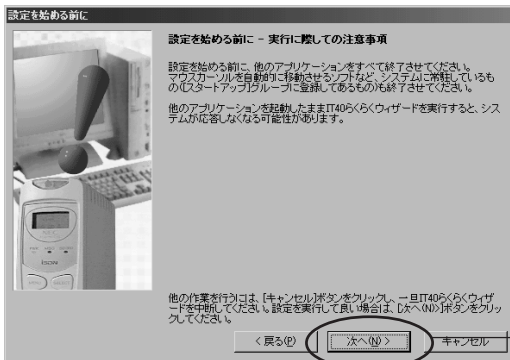 設定を始める前に
設定を始める前に - 実行に際しての注意事項
設定を始める前に、他のアプリケーションをすべて終了させてください。
マウスカーソルを自動的に移動させるソフトなど、システムに常駐しているも
の([スタートアップ]グループに登録してあるもの)も終了させてください。
他のアプリケーションを起動したままIT40らくらくウィザードを実行すると、シス
テムが応答しなくなる可能性があります。
他の作業を行うには、[キャンセル]ボタンをクリックし、一旦IT40らくらくウィザ
ードを中断してください。設定を実行して良い場合は、[次へ(N)]ボタンをクリッ
クしてください。
< 戻る(P)
次へ(N) >
キャンセル